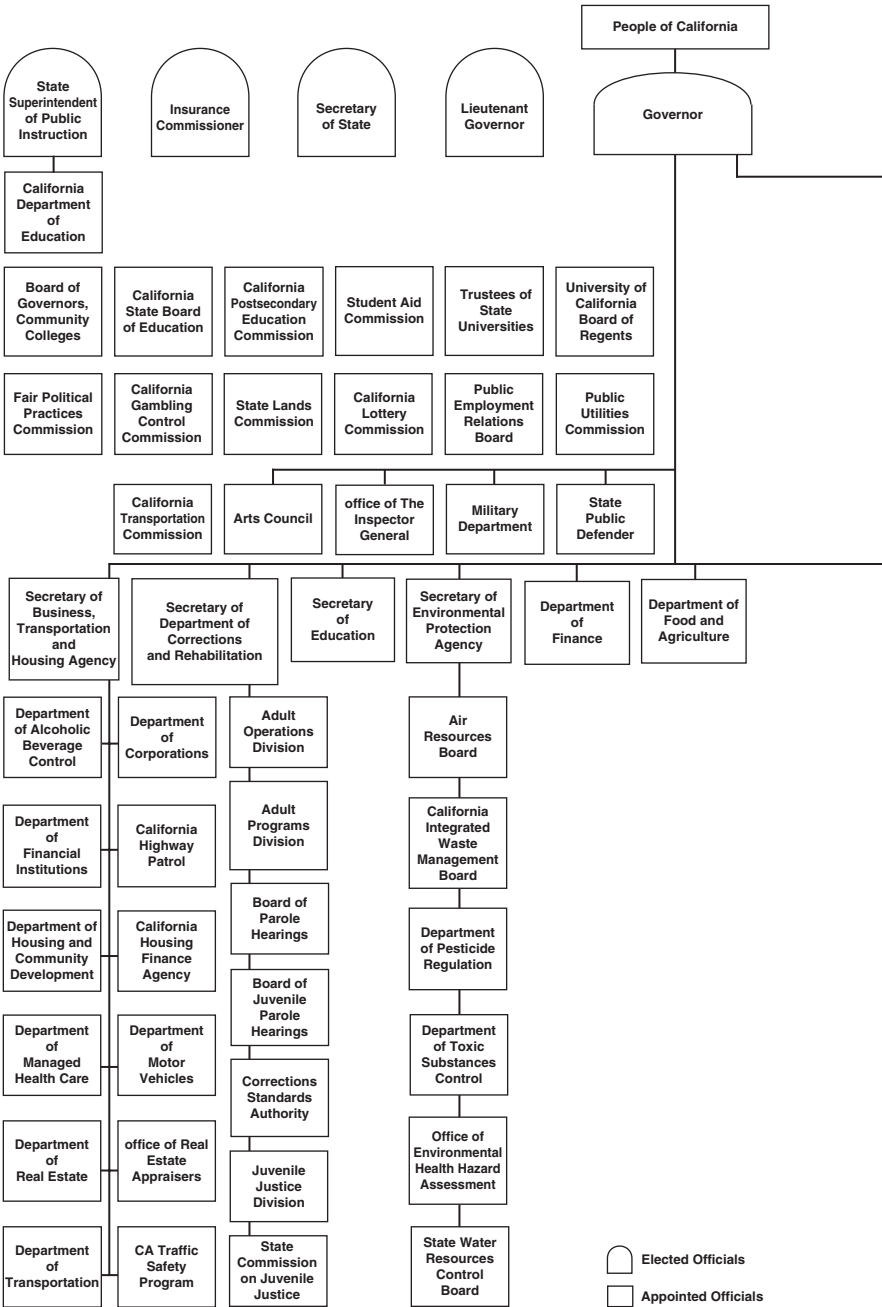 People of California
State
Superintendent
of Public
Instruction
Insurance
Commissioner
Secretary
of State
Lieutenant
Governor
Governor
California
Department
of
Education
Board of
Governors,
Community
Colleges
California
State Board
of Education
California
Postsecondary
Education
Commission
Student Aid
Commission
Trustees of
State
Universities
University of
California
Board of
Regents
Fair Political
Practices
Commission
California
Gambling
Control
Commission
State Lands
Commission
California
Lottery
Commission
Public
Employment
Relations
Board
Public
Utilities
Commission
California
Transportation
Commission
Arts Council
office of The
Inspector
General
Military
Department
State
Public
Defender
Secretary of
Business,
Transportation
and
Housing Agency
Secretary of
Department of
Corrections
and Rehabilitation
Secretary
of
Education
Secretary of
Environmental
Protection
Agency
Department
of
Finance
Department of
Food and
Agriculture
Department
of Alcoholic
Beverage
Control
Department
of
Corporations
Adult
Operations
Division
Air
Resources
Board
Department
of
Financial
Institutions
California
Highway
Patrol
Adult
Programs
Division
California
Integrated
Waste
Management
Board
Department of
Housing and
Community
Development
California
Housing
Finance
Agency
Board of
Parole
Hearings
Department
of Pesticide
Regulation
Board of
Juvenile
Parole
Hearings
Department
of
Managed
Health Care
Department
of
Motor
Vehicles
Corrections
Standards
Authority
Department
of Toxic
Substances
Control
Department
of
Real Estate
office of Real
Estate
Appraisers
Juvenile
Justice
Division
Office of
Environmental
Health Hazard
Assessment
Department
of
Transportation
CA Traffic
Safety
Program
State
Commission
on Juvenile
Justice
State Water
Resources
Control
Board
Elected Officials
Appointed Officials